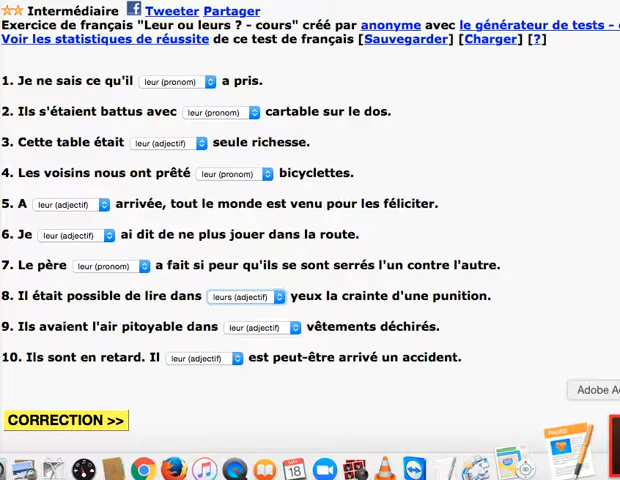 Intermédiaire Tweeter Partager
Exercice de français "Leur ou leurs ? - cours" créé par anonyme avec le générateur de tests -
Voir les statistiques de réussite de ce test de français [Sauvegarder] [Charger] [?]
1. Je ne sais ce qu'il leur (pronom) a pris.
2. Ils s'étaient battus avec leur (pronom) cartable sur le dos.
3. Cette table était leur (adjectif) seule richesse.
4. Les voisins nous ont prêté leur (pronom) bicyclettes.
5. A leur (adjectif) arrivée, tout le monde est venu pour les féliciter.
6. Je leur (adjectif) ai dit de ne plus jouer dans la route.
7. Le père leur (pronom) a fait si peur qu'ils se sont serrés l'un contre l'autre.
8. Il était possible de lire dans leurs (adjectif) yeux la crainte d'une punition.
9. Ils avaient l'air pitoyable dans leur (adjectif) vêtements déchirés.
10. Ils sont en retard. Il leur (adjectif) est peut-être arrivé un accident.
Adobe A
CORRECTION >>
PAGES
MAI
18